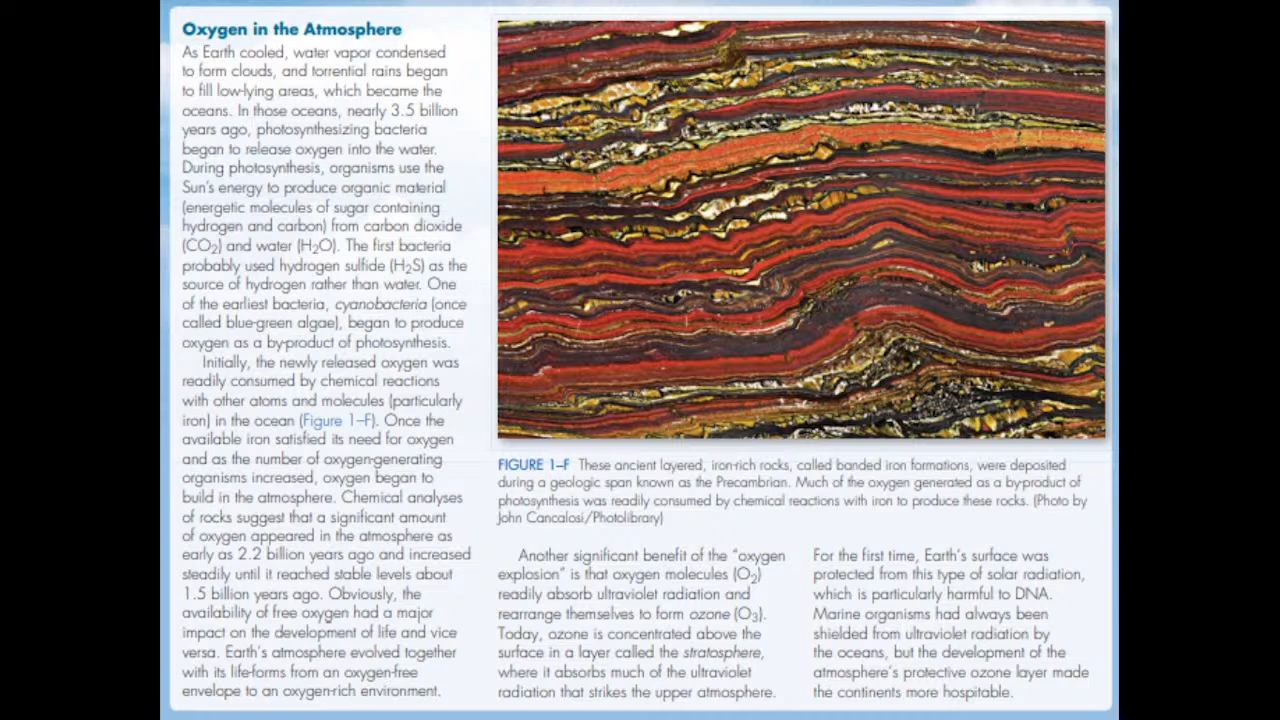 Oxygen in the Atmosphere
As Earth cooled, water vapor condensed
to form clouds, and torrential rains began
to fill low-lying areas, which became the
oceans. In those oceans, nearly 3.5 billion
years ago, photosynthesizing bacteria
began to release oxygen into the water.
During photosynthesis, organisms use the
Sun's energy to produce organic material
(energetic molecules of sugar containing
hydrogen and carbon) from carbon dioxide
(CO2) and water (H2O). The first bacteria
probably used hydrogen sulfide (H2S) as the
source of hydrogen rather than water. One
of the earliest bacteria, cyanobacteria (once
called blue-green algae), began to produce
oxygen as a by-product of photosynthesis.
Initially, the newly released oxygen was
readily consumed by chemical reactions
with other atoms and molecules (particularly
iron) in the ocean (Figure 1–F). Once the
available iron satisfied its need for oxygen
and as the number of oxygen-generating
organisms increased, oxygen began to
build in the atmosphere. Chemical analyses
of rocks suggest that a significant amount
of oxygen appeared in the atmosphere as
early as 2.2 billion years ago and increased
steadily until it reached stable levels about
1.5 billion years ago. Obviously, the
availability of free oxygen had a major
impact on the development of life and vice
versa. Earth's atmosphere evolved together
with its life-forms from an oxygen-free
envelope to an oxygen-rich environment.
FIGURE 1–F These ancient layered, iron-rich rocks, called banded iron formations, were deposited
during a geologic span known as the Precambrian. Much of the oxygen generated as a by-product of
photosynthesis was readily consumed by chemical reactions with iron to produce these rocks. (Photo by
John Cancalosi/Photolibrary)
Another significant benefit of the "oxygen
explosion" is that oxygen molecules (O2)
readily absorb ultraviolet radiation and
rearrange themselves to form ozone (O3).
Today, ozone is concentrated above the
surface in a layer called the stratosphere,
where it absorbs much of the ultraviolet
radiation that strikes the upper atmosphere.
For the first time, Earth's surface was
protected from this type of solar radiation,
which is particularly harmful to DNA.
Marine organisms had always been
shielded from ultraviolet radiation by
the oceans, but the development of the
atmosphere's protective ozone layer made
the continents more hospitable.